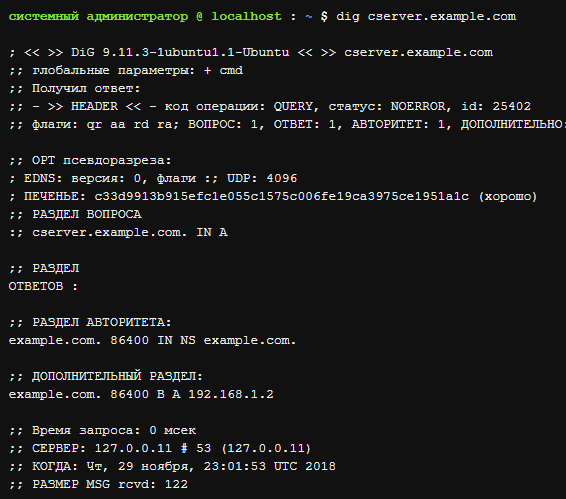 системный администратор @ localhost : ~ $ dig cserver.example.com
; << >> DiG 9.11.3-1ubuntu1.1-Ubuntu << >> cserver.example.com
;; глобальные параметры: + cmd
;; Получил ответ:
;; - >> HEADER << - код операции: QUERY, статус: NOERROR, id: 25402
;; флаги: qr aa rd ra; ВОПРОС: 1, ОТВЕТ: 1, АВТОРИТЕТ: 1, ДОПОЛНИТЕЛЬНО:
;; OPT псевдоразреза:
; EDNS: версия: 0, флаги :; UDP: 4096
; ПЕЧЕНЬЕ: c33d9913b915efc1e055c1575c006fe19ca3975ce1951a1c (хорошо)
;; РАЗДЕЛ ВОПРОСА
:; cserver.example.com. IN A
;; РАЗДЕЛ
ОТВЕТОВ :
;; РАЗДЕЛ АВТОРИТЕТА:
example.com. 86400 IN NS example.com.
;; ДОПОЛНИТЕЛЬНЫЙ РАЗДЕЛ:
example.com. 86400 В А 192.168.1.2
;; Время запроса: 0 мсек
;; СЕРВЕР: 127.0.0.11 # 53 (127.0.0.11)
;; КОГДА: Чт, 29 ноября, 23:01:53 UTC 2018
;; РАЗМЕР MSG rcvd: 122